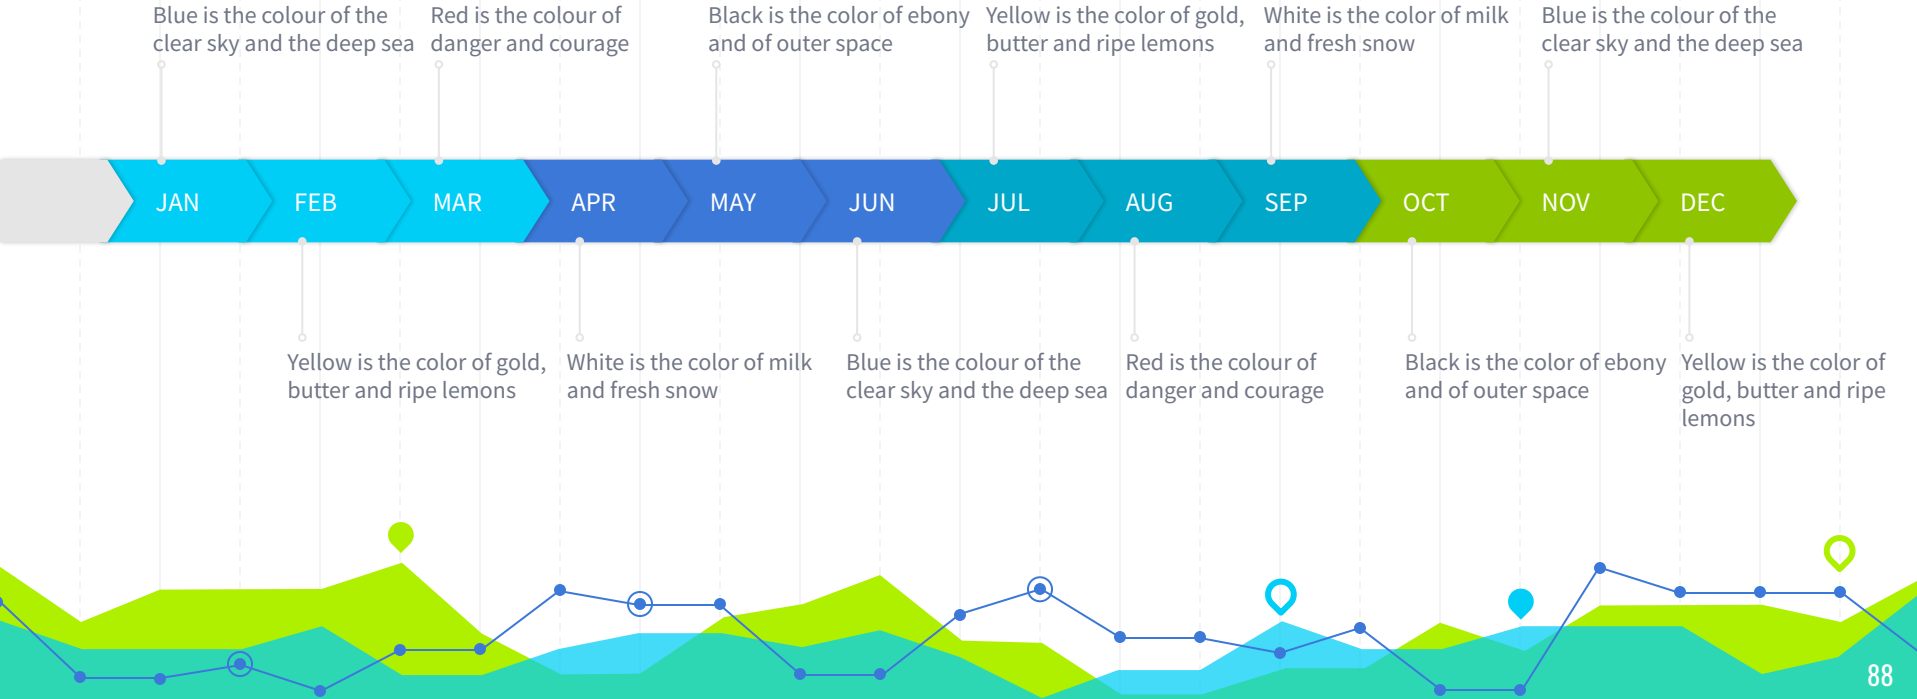 Blue is the colour of the
clear sky and the deep sea
Red is the colour of
danger and courage
Black is the color of ebony
and of outer space
Yellow is the color of gold,
butter and ripe lemons
White is the color of milk
and fresh snow
Blue is the colour of the
clear sky and the deep sea
JAN
FEB
MAR
APR
MAY
JUN
JUL
AUG
SEP
OCT
NOV
DEC
Yellow is the color of gold,
butter and ripe lemons
White is the color of milk
and fresh snow
Blue is the colour of the
clear sky and the deep sea
Red is the colour of
danger and courage
Black is the color of ebony
and of outer space
Yellow is the color of
gold, butter and ripe
lemons
88